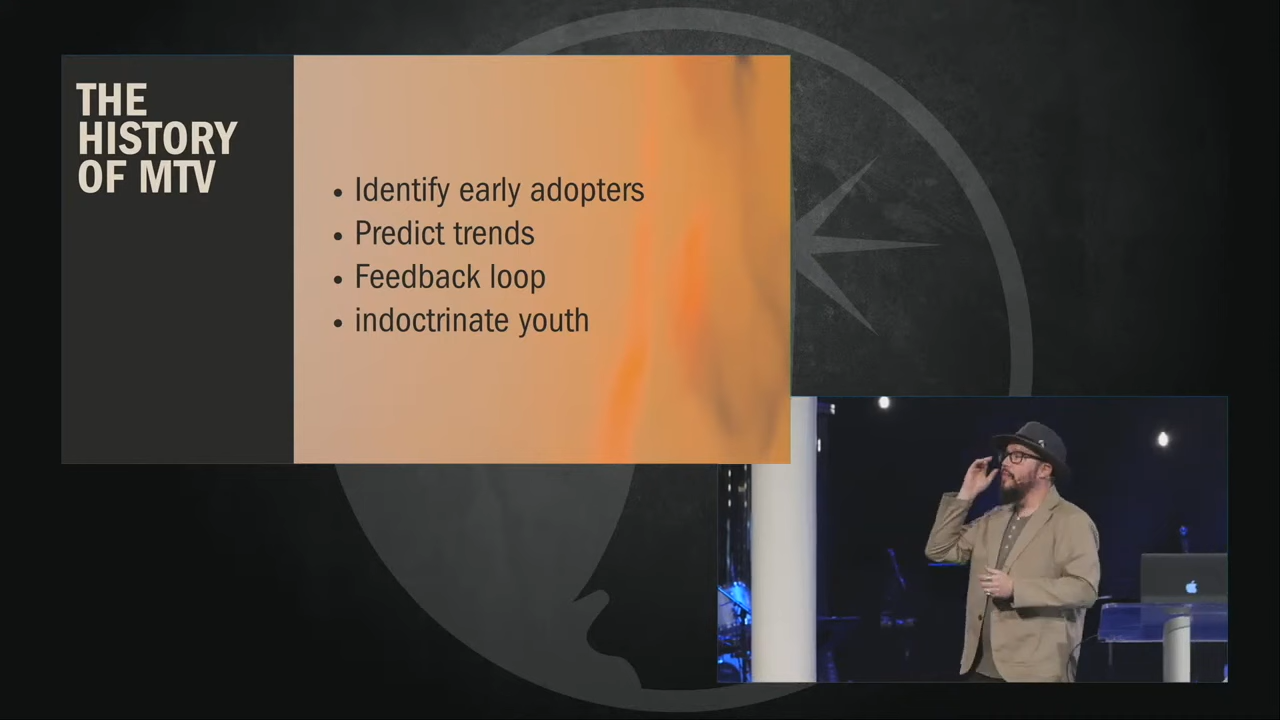 THE
HISTORY
OF MTV
• Identify early adopters
• Predict trends
• Feedback loop
• indoctrinate youth